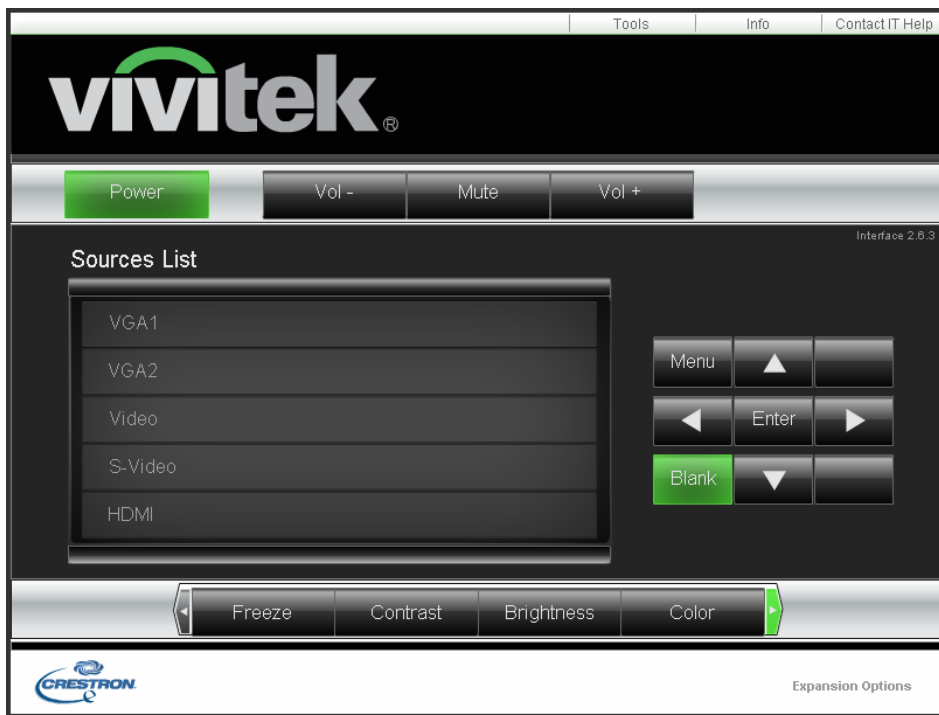 Tools Info Contact IT Help
vivitek®
Power Vol - Mute Vol +
Interface 2.6.3
Sources List
VGA1
VGA2
Video
S-Video
HDMI
Menu
Enter
Blank
Freeze Contrast Brightness Color
CRESTRON
Expansion Options